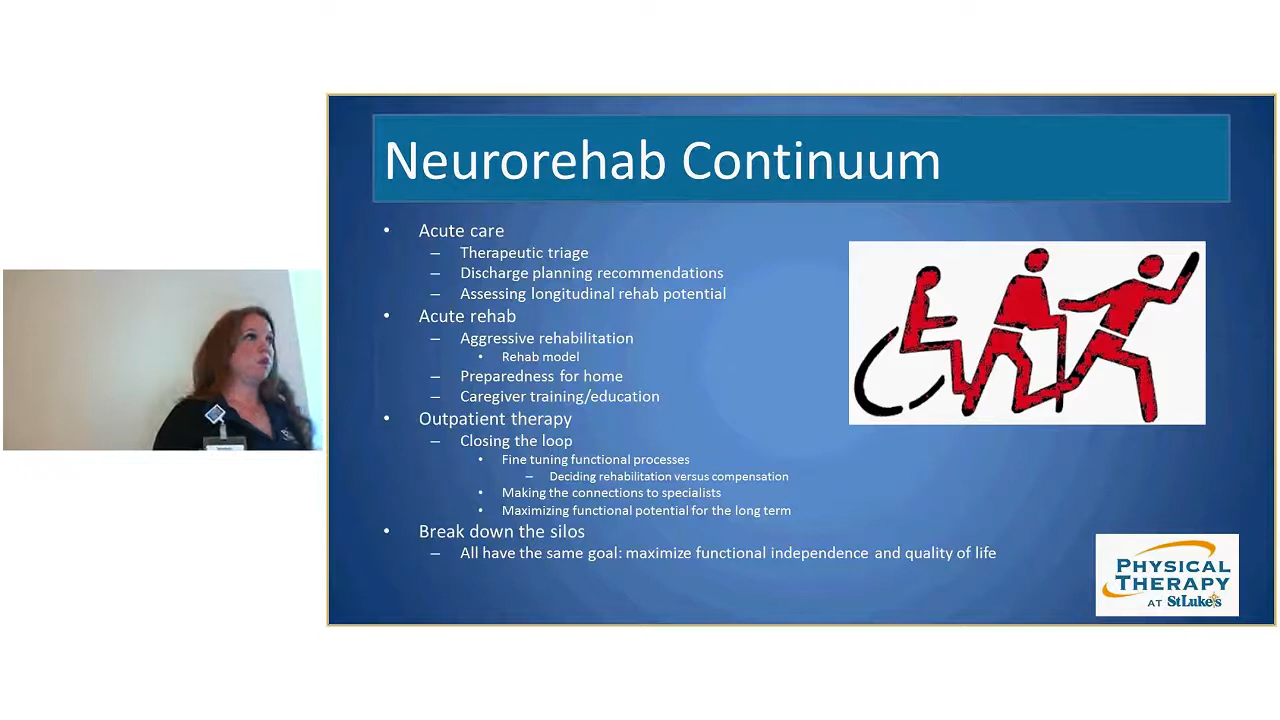 Neurorehab Continuum
• Acute care
– Therapeutic triage
– Discharge planning recommendations
– Assessing longitudinal rehab potential
• Acute rehab
– Aggressive rehabilitation
• Rehab model
– Preparedness for home
– Caregiver training/education
• Outpatient therapy
– Closing the loop
• Fine tuning functional processes
– Deciding rehabilitation versus compensation
• Making the connections to specialists
• Maximizing functional potential for the long term
• Break down the silos
– All have the same goal: maximize functional independence and quality of life
PHYSICAL
THERAPY
AT StLuke's